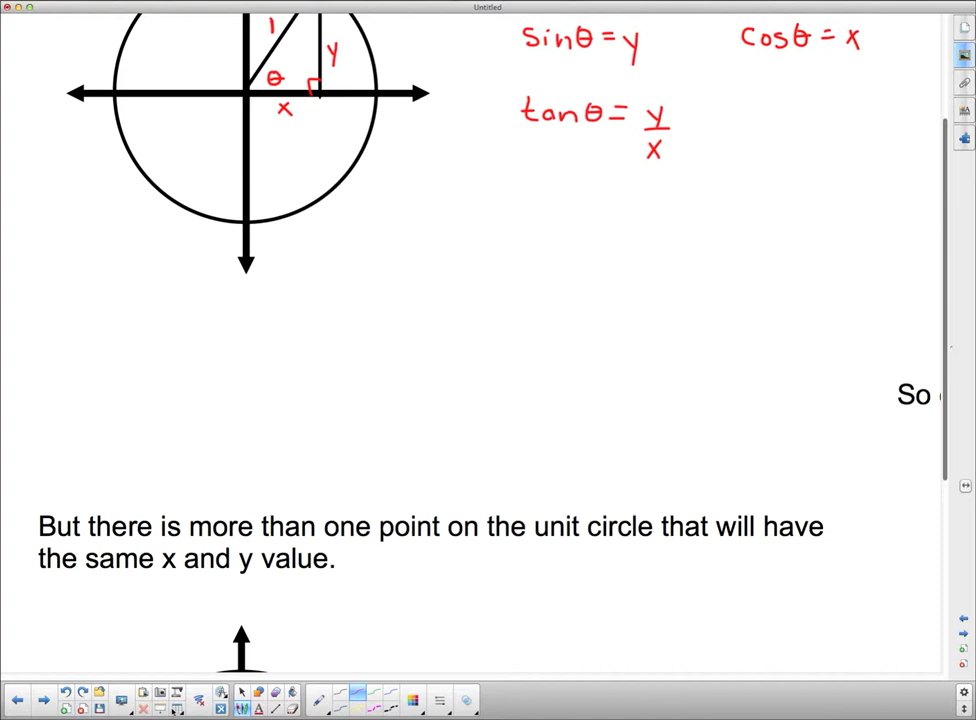 Untitled
1
y
θ
x
sinθ = y
cosθ = x
tanθ = y
x
So
But there is more than one point on the unit circle that will have
the same x and y value.